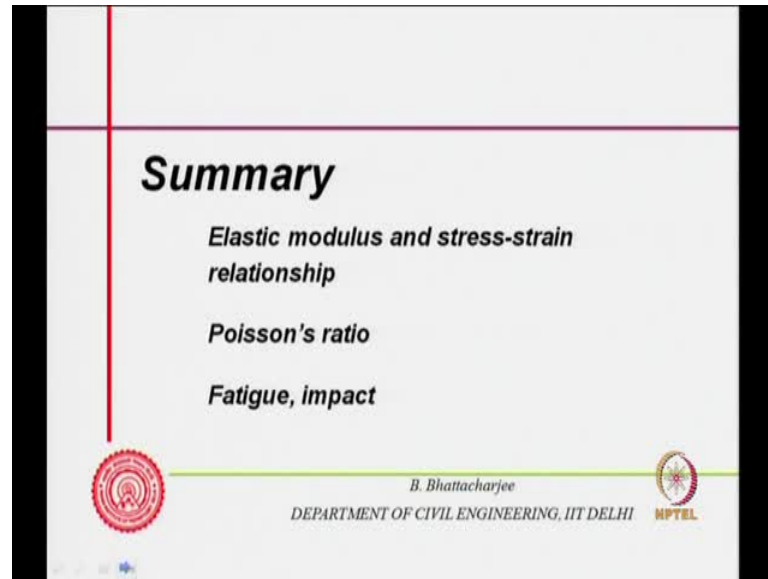 Summary
Elastic modulus and stress-strain
relationship
Poisson's ratio
Fatigue, impact
B. Bhattacharjee
DEPARTMENT OF CIVIL ENGINEERING, IIT DELHI
NPTEL